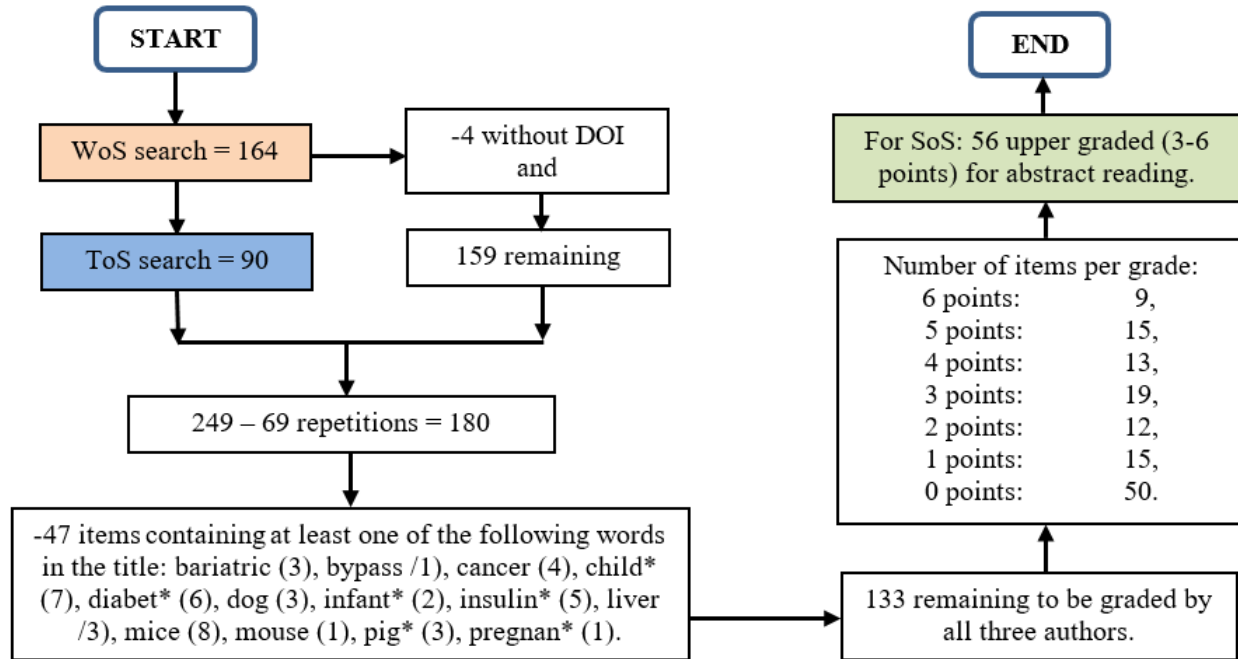 START
WoS search = 164
-4 without DOI
and
ToS search = 90
159 remaining
249 – 69 repetitions = 180
-47 items containing at least one of the following words
in the title: bariatric (3), bypass /1), cancer (4), child*
(7), diabet* (6), dog (3), infant* (2), insulin* (5), liver
/3), mice (8), mouse (1), pig* (3), pregnan* (1).
133 remaining to be graded by
all three authors.
Number of items per grade:
6 points: 9,
5 points: 15,
4 points: 13,
3 points: 19,
2 points: 12,
1 points: 15,
0 points: 50.
For SoS: 56 upper graded (3-6
points) for abstract reading.
END